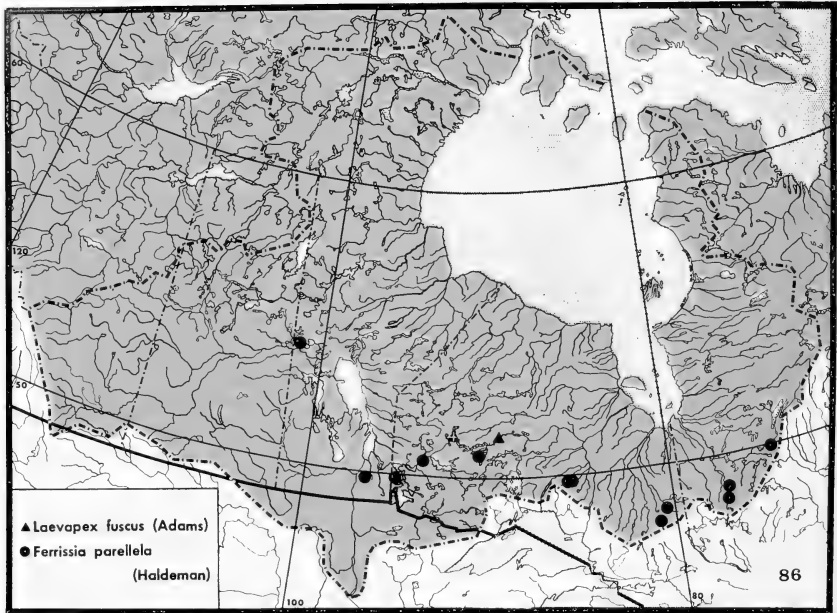 60
120
50
▲ Laevapex fuscus (Adams)
● Ferrissia parellela
(Haldeman)
86
100
80